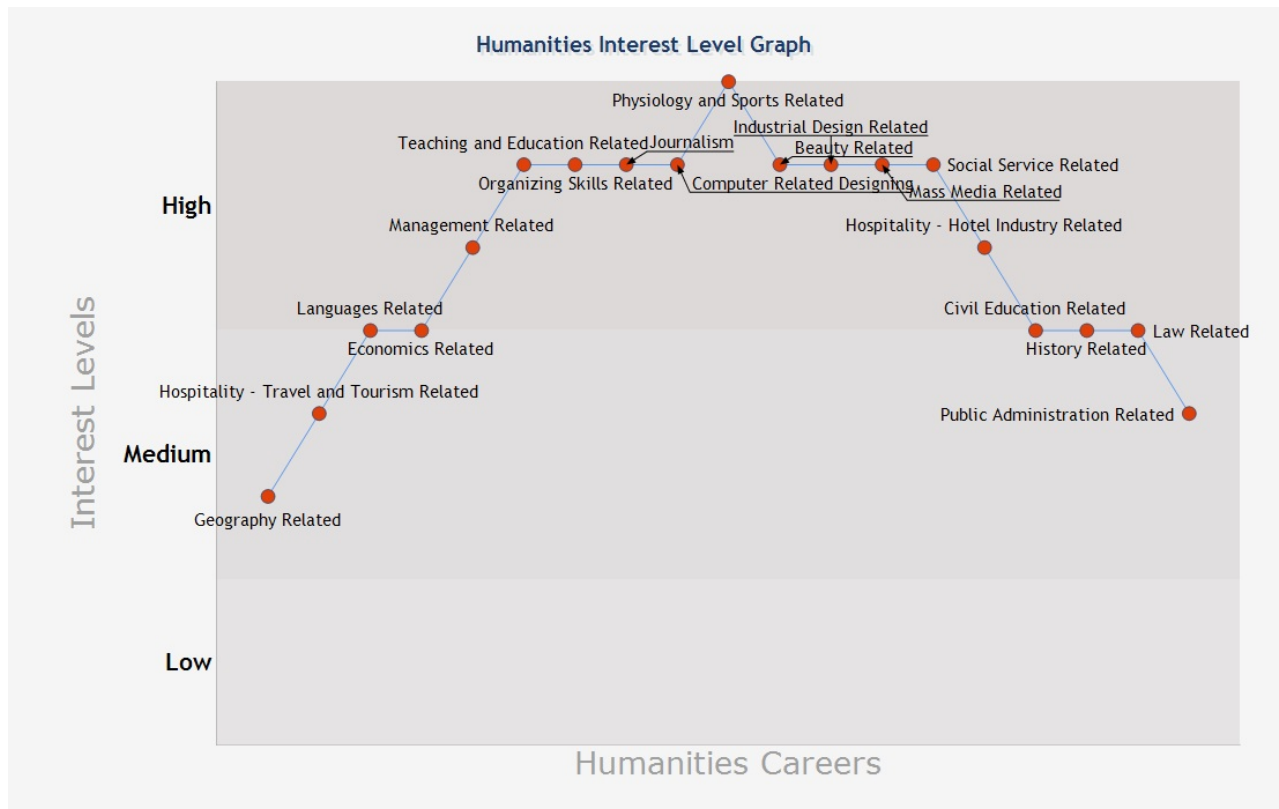 Humanities Interest Level Graph
Physiology and Sports Related
Industrial Design Related
Teaching and Education Related
Journalism
Beauty Related
Social Service Related
Organizing Skills Related
Computer Related Designing
Mass Media Related
High
Management Related
Hospitality - Hotel Industry Related
Languages Related
Civil Education Related
Economics Related
History Related
Law Related
Hospitality - Travel and Tourism Related
Public Administration Related
Interest Levels
Medium
Geography Related
Low
Humanities Careers